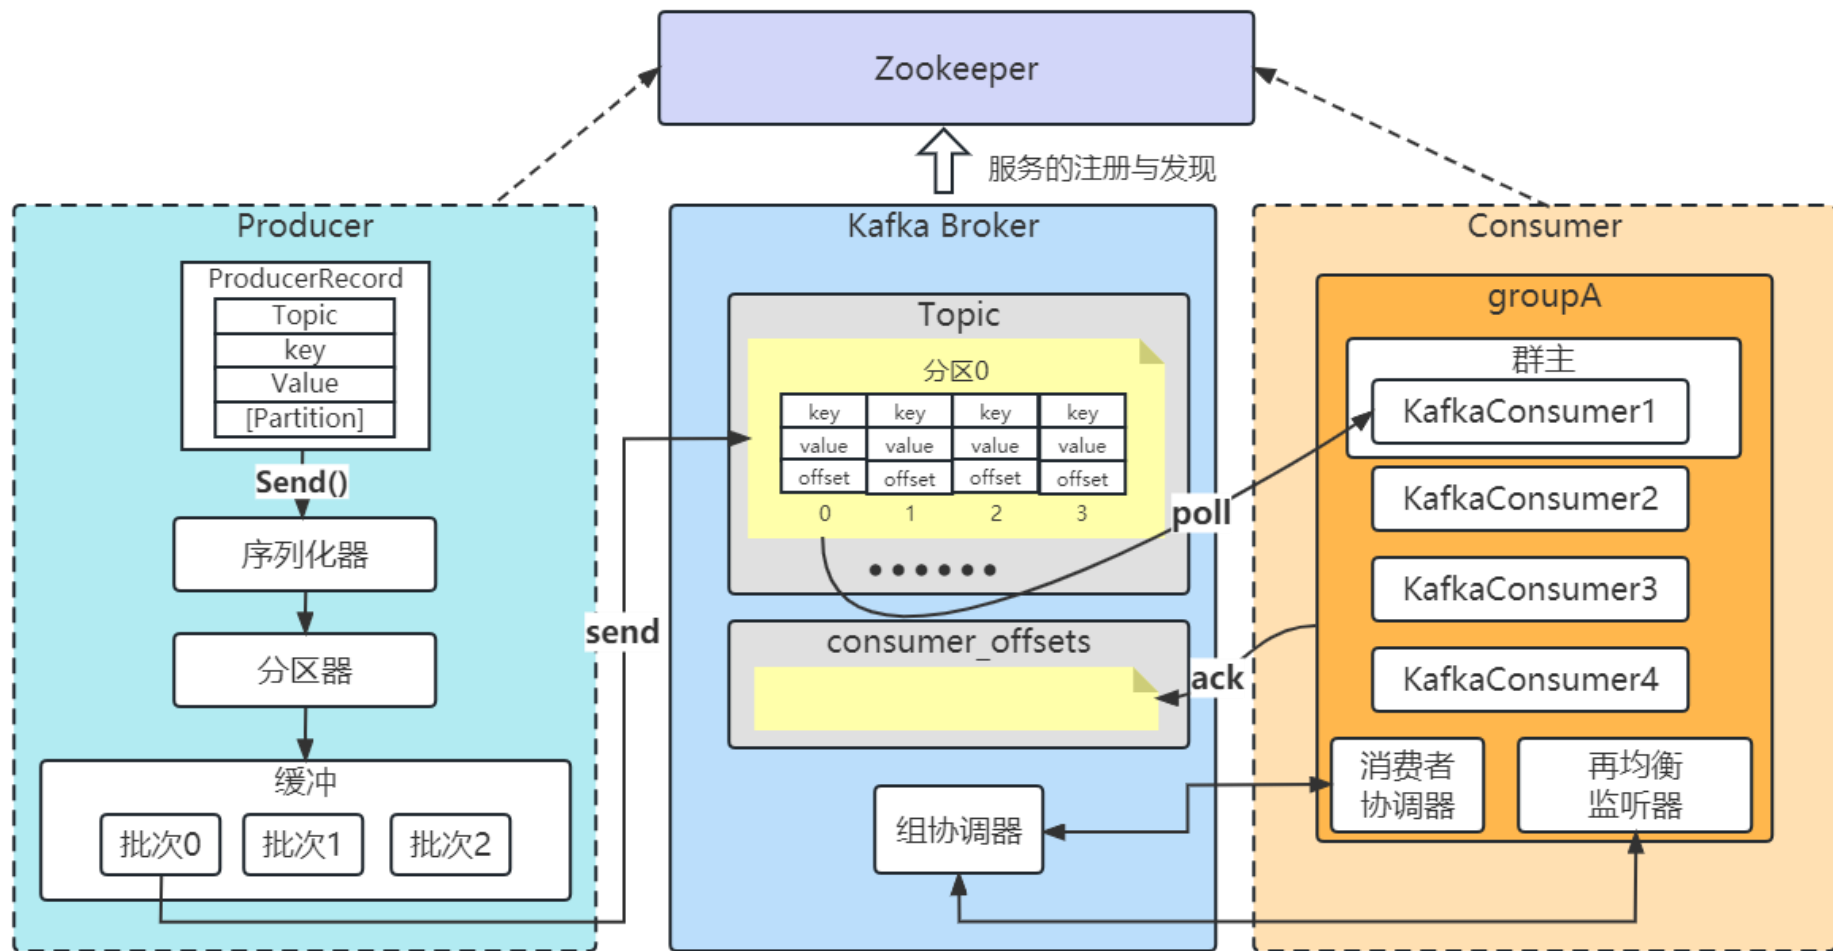 Zookeeper
服务的注册与发现
Producer
ProducerRecord
Topic
key
Value
[Partition]
Send()
序列化器
分区器
缓冲
批次0
批次1
批次2
send
Kafka Broker
Topic
分区0
key key key key
value value value value
offset offset offset offset
0 1 2 3
poll
consumer_offsets
ack
组协调器
Consumer
groupA
群主
KafkaConsumer1
KafkaConsumer2
KafkaConsumer3
KafkaConsumer4
消费者
协调器
再均衡
监听器